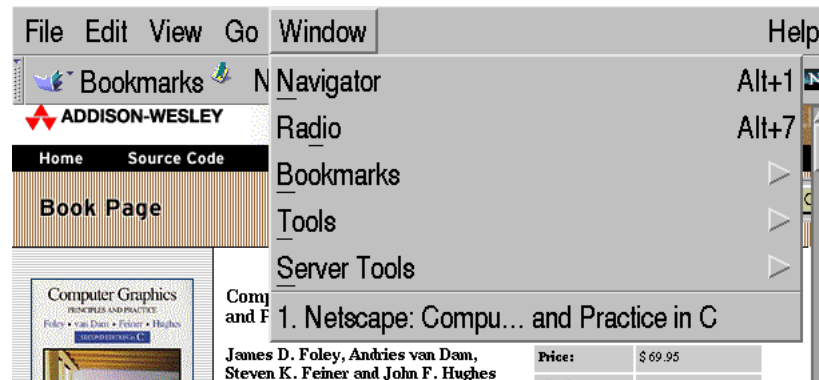 File Edit View Go Window Help
Bookmarks N
Navigator Alt+1
Radio Alt+7
Bookmarks
Tools
Server Tools
1. Netscape: Compu... and Practice in C
ADDISON-WESLEY
Home Source Code
Book Page
Computer Graphics
PRINCIPLES AND PRACTICE
Foley • van Dam • Feiner • Hughes
SECOND EDITION in C
Comp
and P
James D. Foley, Andries van Dam,
Steven K. Feiner and John F. Hughes
Price: $ 69.95